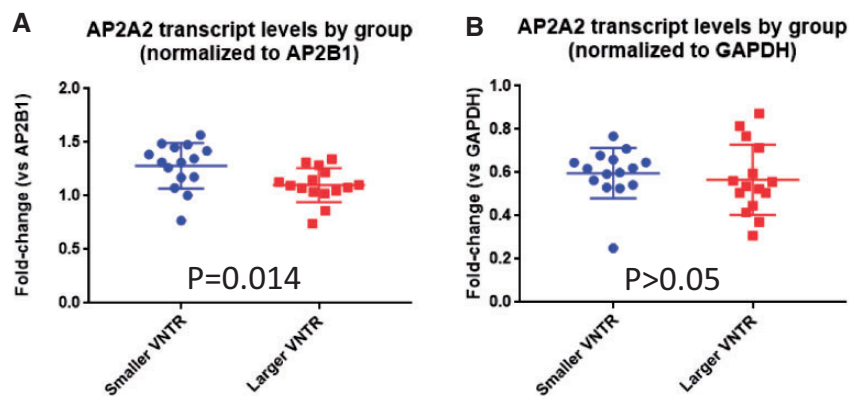 A
AP2A2 transcript levels by group
(normalized to AP2B1)
Fold-change (vs AP2B1)
2.0
1.5
1.0
0.5
0.0
P=0.014
Smaller VNTR
Larger VNTR
B
AP2A2 transcript levels by group
(normalized to GAPDH)
Fold-change (vs GAPDH)
1.0
0.8
0.6
0.4
0.2
0.0
P>0.05
Smaller VNTR
Larger VNTR